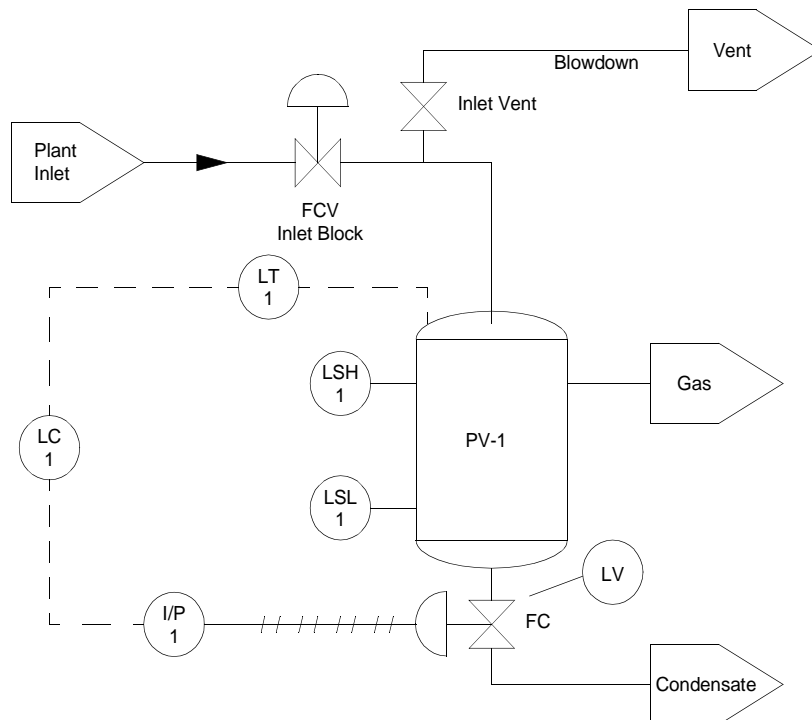 Vent
Blowdown
Inlet Vent
Plant
Inlet
FCV
Inlet Block
LT
1
LSH
1
Gas
LC
1
PV-1
LSL
1
LV
I/P
1
FC
Condensate